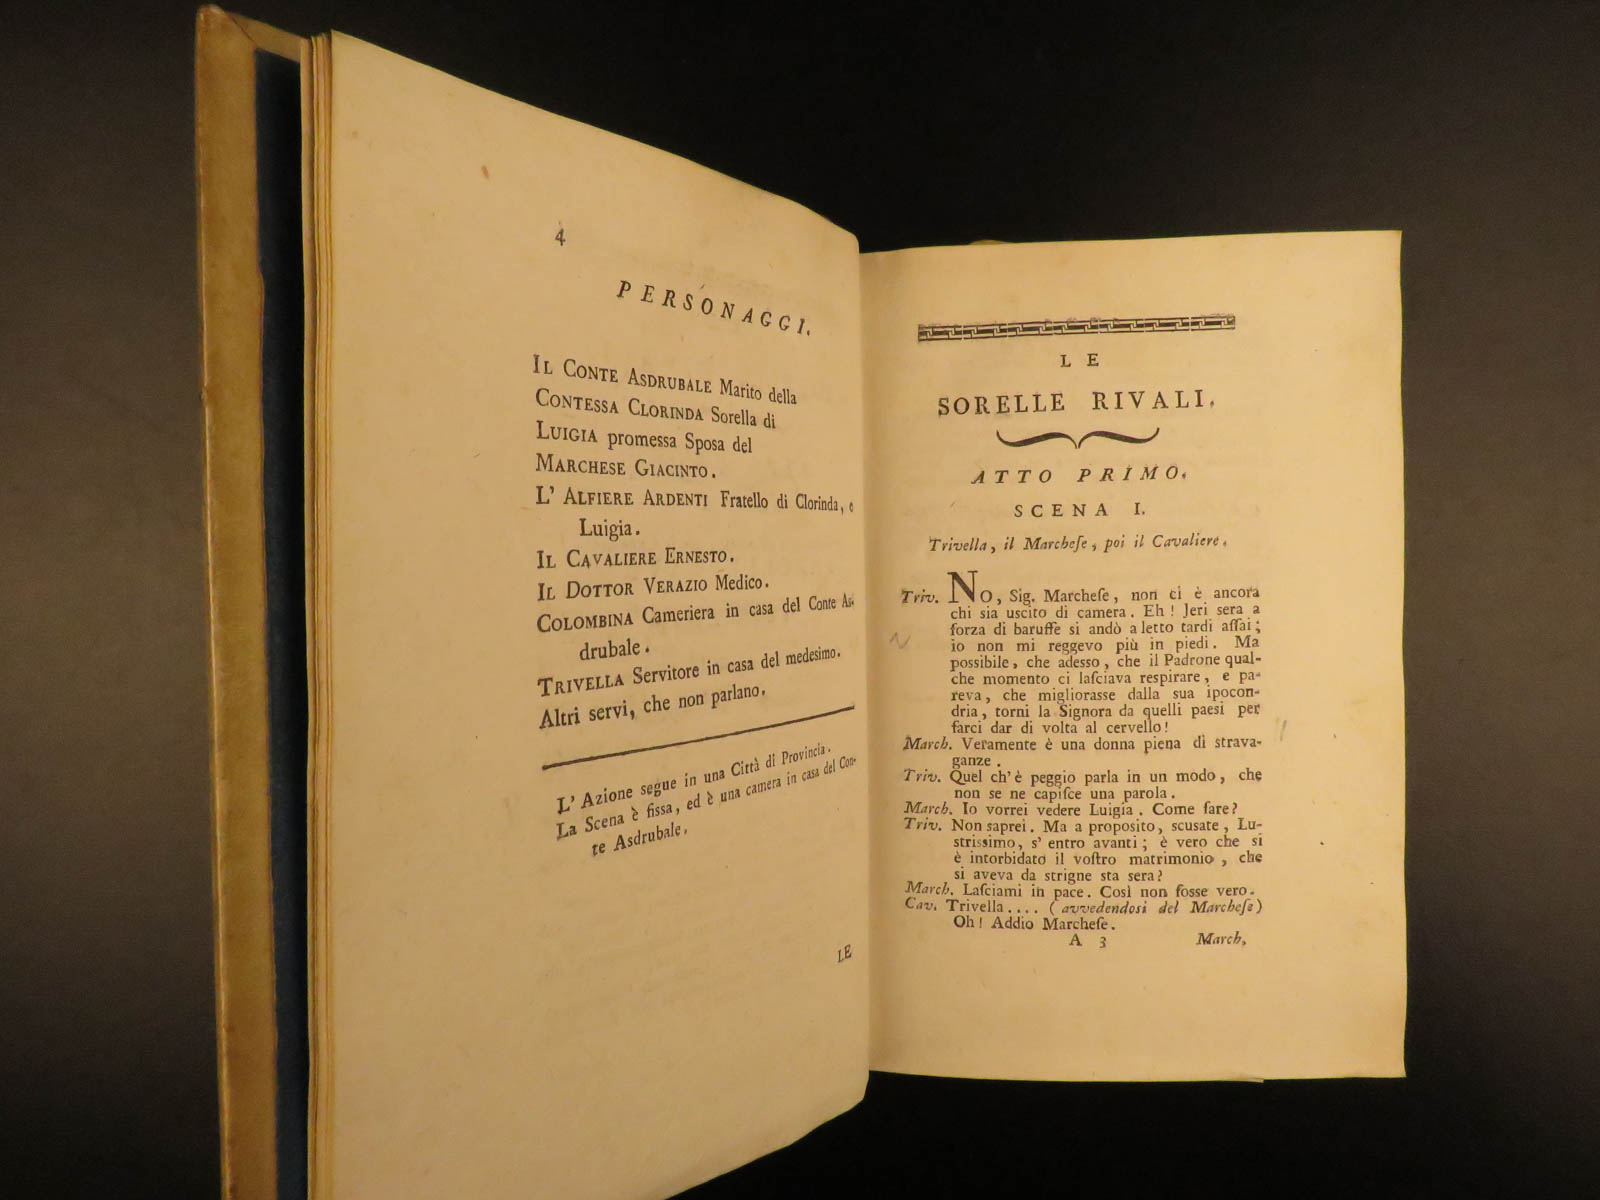 4
PERSONAGGI.
IL CONTE ASDRUBALE Marito della
CONTESSA CLORINDA Sorella di
LUIGIA promessa Sposa del
MARCHESE GIACINTO.
L' ALFIERE ARDENTI Fratello di Clorinda, e
Luigia.
IL CAVALIERE ERNESTO.
IL DOTTOR VERAZIO Medico.
COLOMBINA Cameriera in casa del Conte As-
drubale.
TRIVELLA Servitore in casa del medesimo.
Altri servi, che non parlano.
L' Azione segue in una Città di Provincia.
La Scena è fissa, ed è una camera in casa del Con-
te Asdrubale.
LE
LE
SORELLE RIVALI.
ATTO PRIMO.
SCENA I.
Trivella, il Marcheſe, poi il Cavaliere.
Triv. No, Sig. Marcheſe, non ci è ancora
chi sia uscito di camera. Eh! Jeri sera a
forza di baruffe si andò a letto tardi aſſai;
io non mi reggevo più in piedi. Ma
possibile, che adesso, che il Padrone qual-
che momento ci laſciava respirare, e pa-
reva, che migliorasse dalla sua ipocon-
dria, torni la Signora da quelli paesi per
farci dar di volta al cervello!
March. Veramente è una donna piena di strava-
ganze.
Triv. Quel ch'è peggio parla in un modo, che
non se ne capiſce una parola.
March. Io vorrei vedere Luigia. Come fare?
Triv. Non saprei. Ma a proposito, scusate, Lu-
strissimo, s' entro avanti; è vero che si
è intorbidato il voſtro matrimonio, che
si aveva da strigne sta sera?
March. Laſciami in pace. Così non fosse vero.
Cav. Trivella.... (avvedendosi del Marcheſe)
Oh! Addio Marcheſe.
A 3 March.